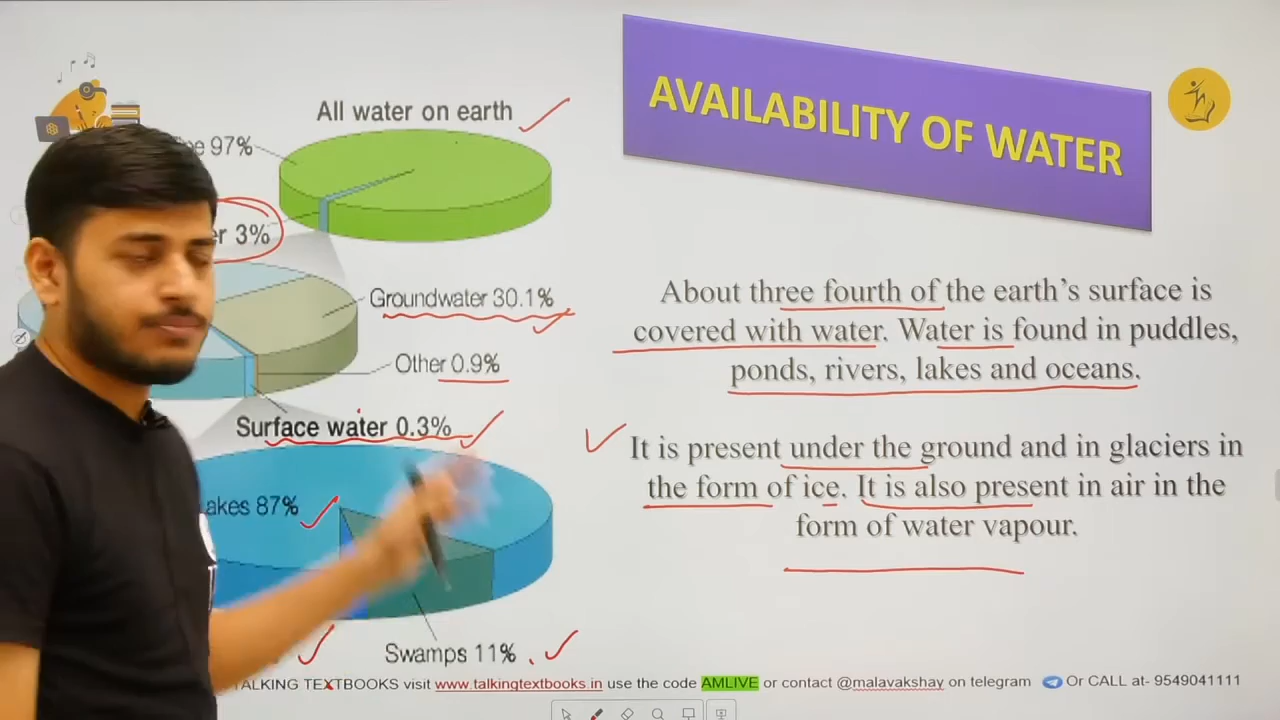 AVAILABILITY OF WATER
All water on earth
97%
3%
Groundwater 30.1%
Other 0.9%
Surface water 0.3%
87%
Swamps 11%
About three fourth of the earth's surface is
covered with water. Water is found in puddles,
ponds, rivers, lakes and oceans.
It is present under the ground and in glaciers in
the form of ice. It is also present in air in the
form of water vapour.
TALKING TEXTBOOKS visit www.talkingtextbooks.in use the code AMLIVE or contact @malavakshay on telegram Or CALL at- 9549041111